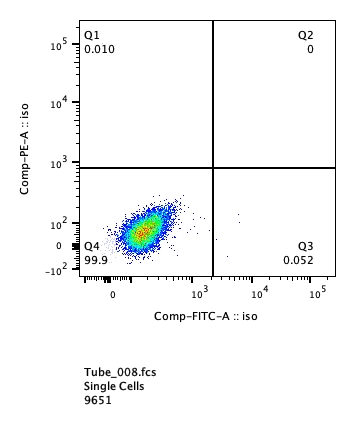 Q1
0.010
Q2
0
10⁵
10⁴
10³
10²
0
-10²
Comp-PE-A :: iso
Q4
99.9
Q3
0.052
0
10³
10⁴
10⁵
Comp-FITC-A :: iso
Tube_008.fcs
Single Cells
9651